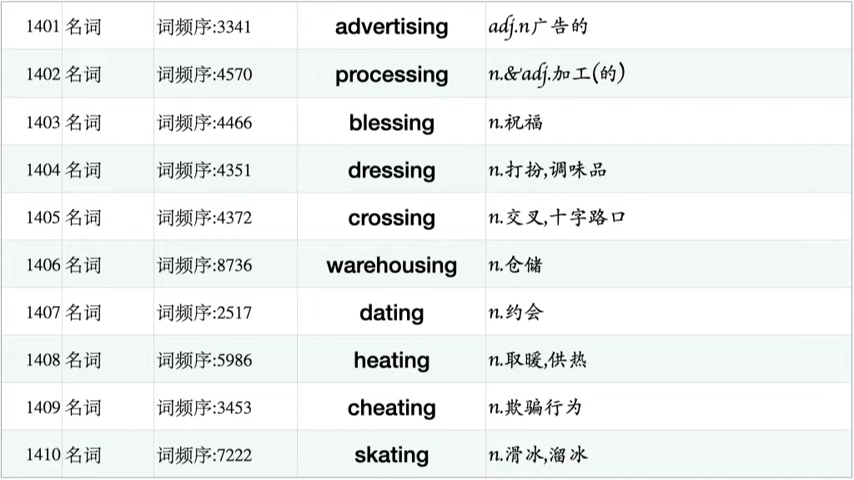 1401 名词 词频序:3341 advertising adj.n广告的
1402 名词 词频序:4570 processing n.&adj.加工(的)
1403 名词 词频序:4466 blessing n.祝福
1404 名词 词频序:4351 dressing n.打扮,调味品
1405 名词 词频序:4372 crossing n.交叉,十字路口
1406 名词 词频序:8736 warehousing n.仓储
1407 名词 词频序:2517 dating n.约会
1408 名词 词频序:5986 heating n.取暖,供热
1409 名词 词频序:3453 cheating n.欺骗行为
1410 名词 词频序:7222 skating n.滑冰,溜冰